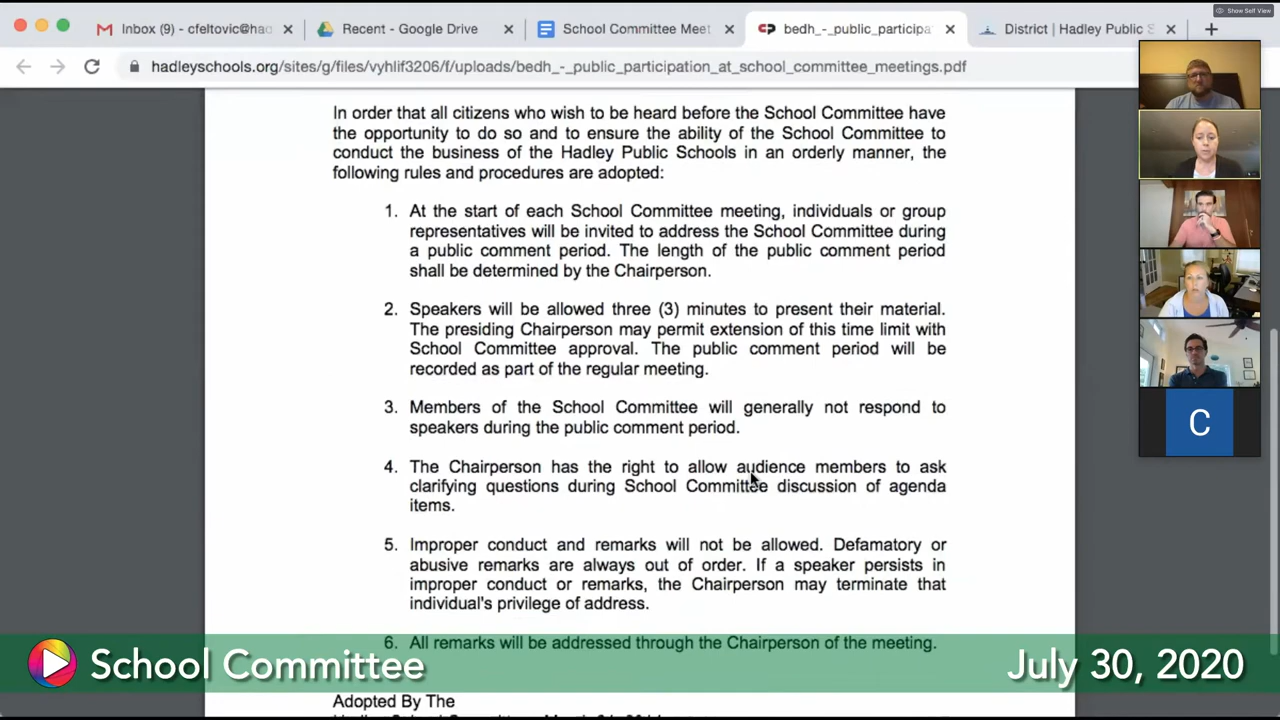 Show Self View
Inbox (9) - cfeltovic@had
Recent - Google Drive
School Committee Meet
bedh_-_public_participa
District | Hadley Public S
hadleyschools.org/sites/g/files/vyhlif3206/f/uploads/bedh_-_public_participation_at_school_committee_meetings.pdf
In order that all citizens who wish to be heard before the School Committee have
the opportunity to do so and to ensure the ability of the School Committee to
conduct the business of the Hadley Public Schools in an orderly manner, the
following rules and procedures are adopted:
1. At the start of each School Committee meeting, individuals or group
representatives will be invited to address the School Committee during
a public comment period. The length of the public comment period
shall be determined by the Chairperson.
2. Speakers will be allowed three (3) minutes to present their material.
The presiding Chairperson may permit extension of this time limit with
School Committee approval. The public comment period will be
recorded as part of the regular meeting.
3. Members of the School Committee will generally not respond to
speakers during the public comment period.
4. The Chairperson has the right to allow audience members to ask
clarifying questions during School Committee discussion of agenda
items.
5. Improper conduct and remarks will not be allowed. Defamatory or
abusive remarks are always out of order. If a speaker persists in
improper conduct or remarks, the Chairperson may terminate that
individual's privilege of address.
6. All remarks will be addressed through the Chairperson of the meeting.
School Committee
July 30, 2020
Adopted By The
C